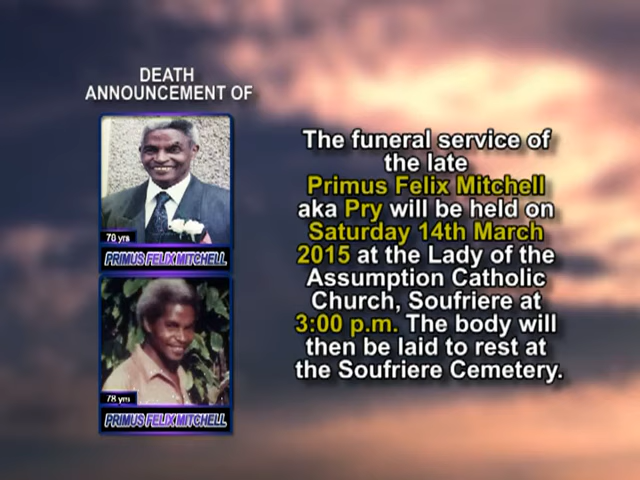 DEATH
ANNOUNCEMENT OF
78 yrs
PRIMUS FELIX MITCHELL
78 yrs
PRIMUS FELIX MITCHELL
The funeral service of
the late
Primus Felix Mitchell
aka Pry will be held on
Saturday 14th March
2015 at the Lady of the
Assumption Catholic
Church, Soufriere at
3:00 p.m. The body will
then be laid to rest at
the Soufriere Cemetery.